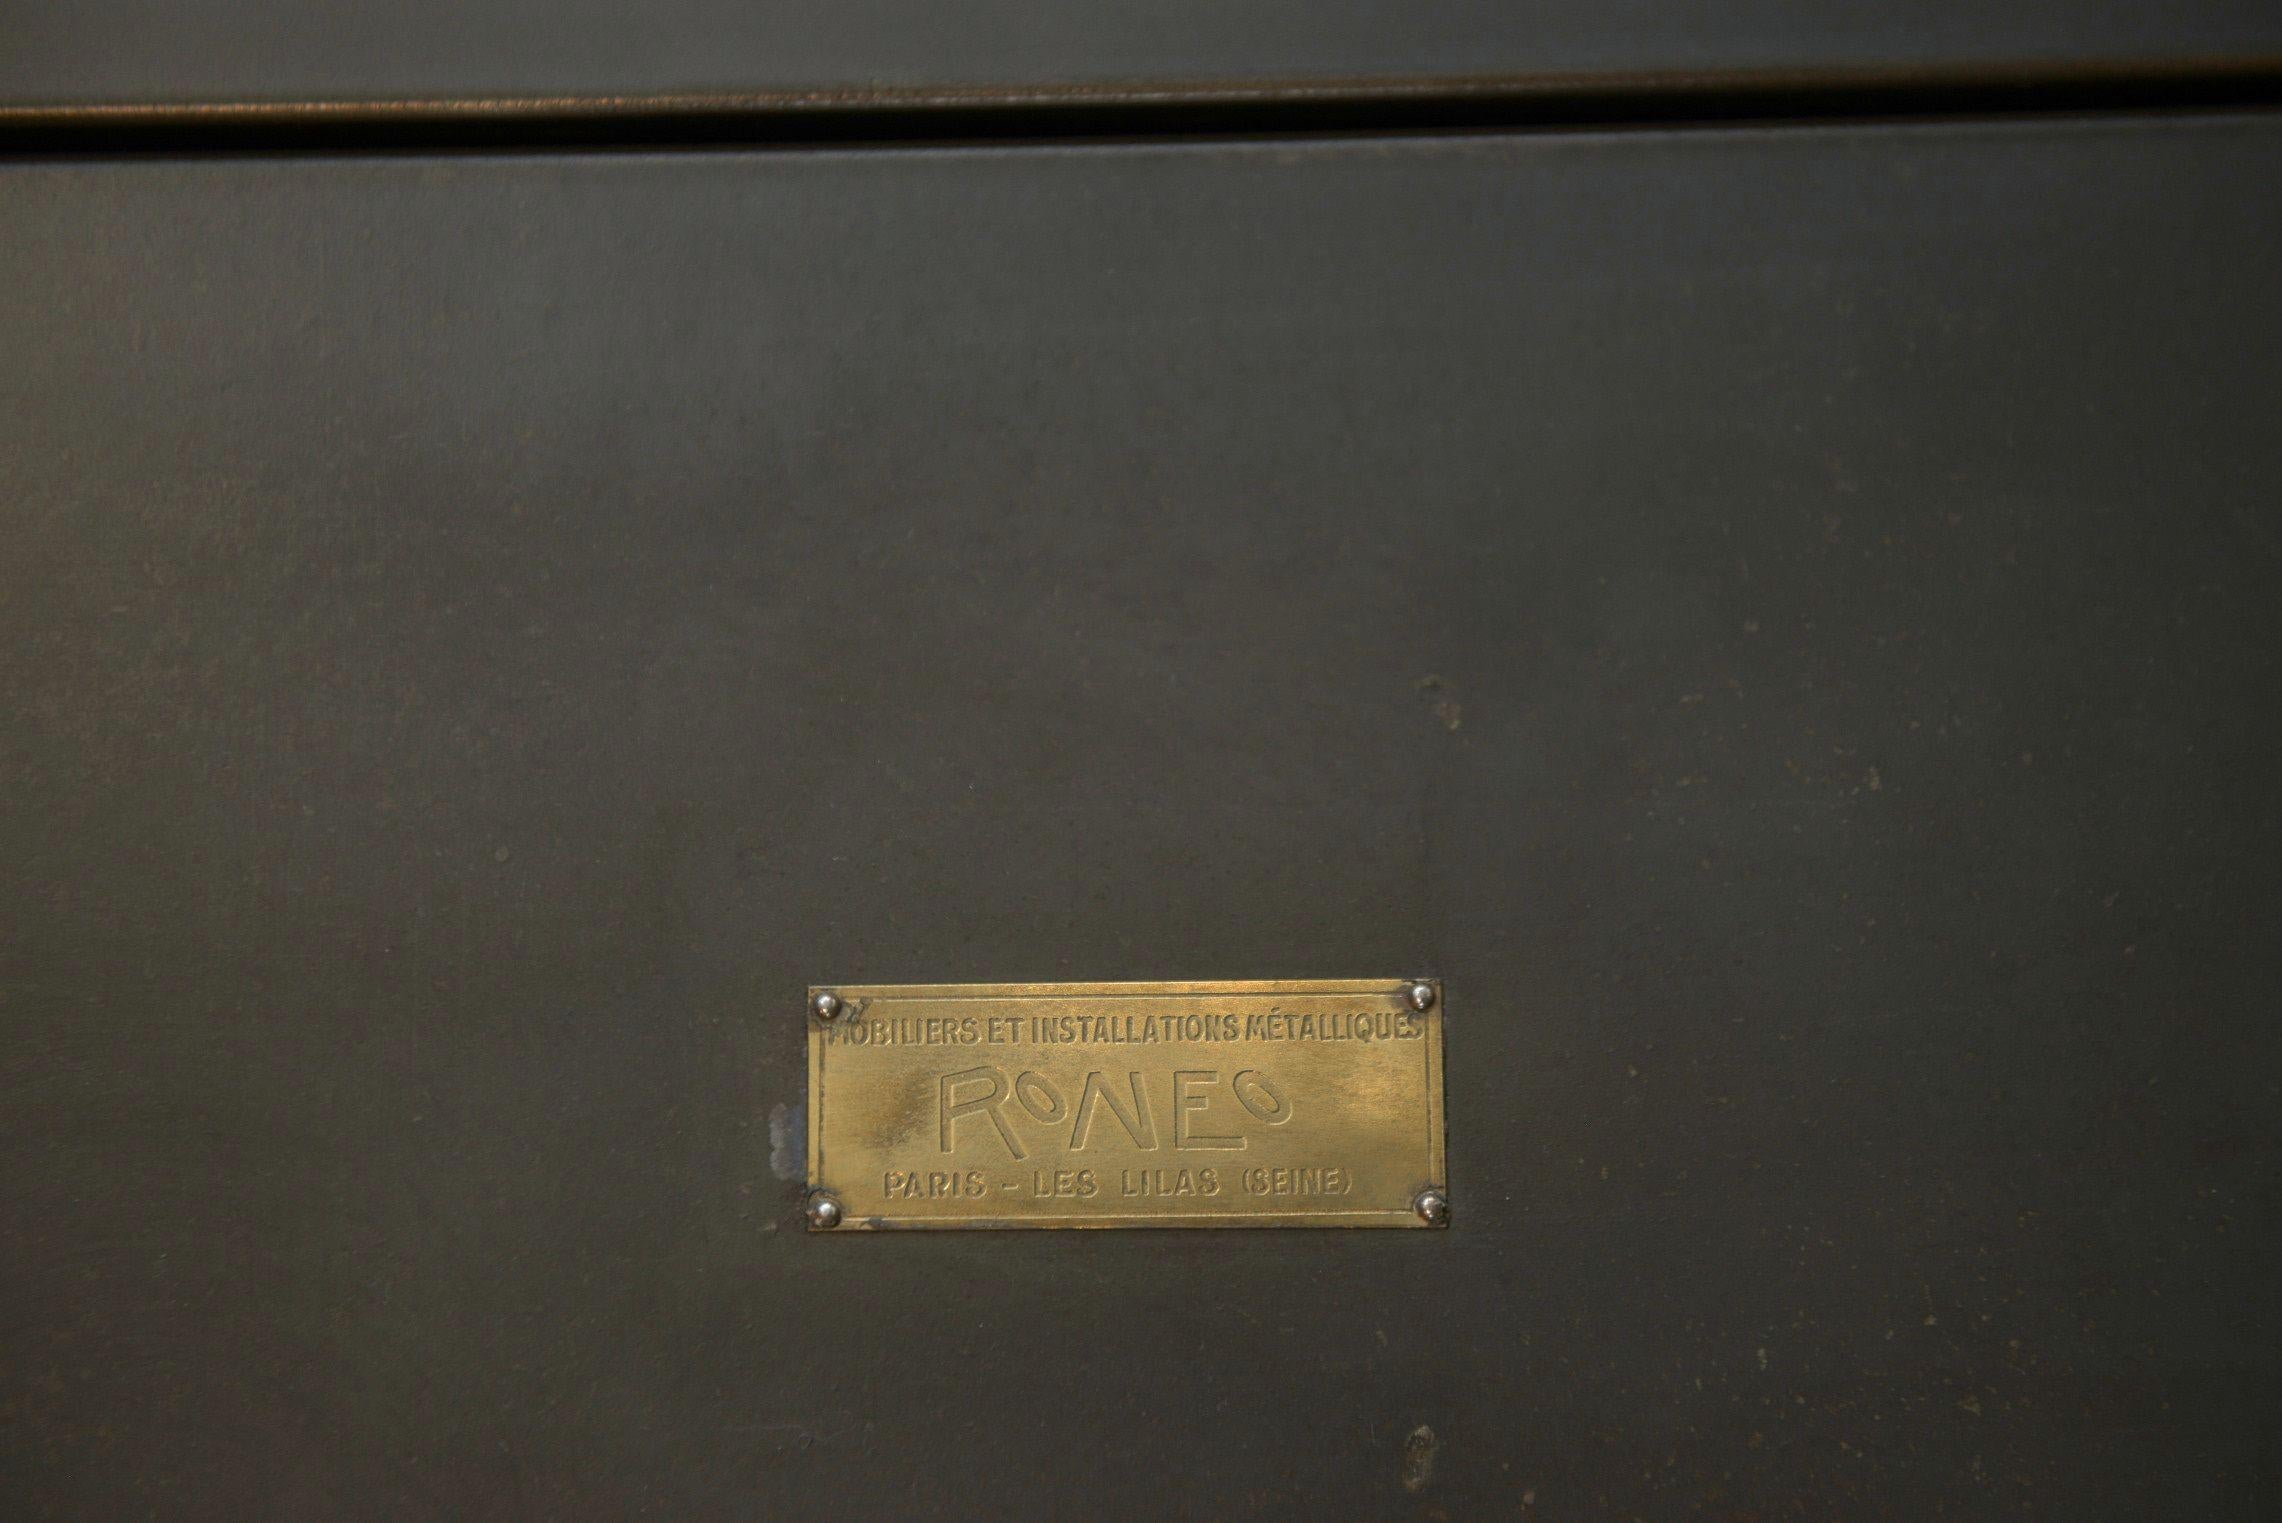 MOBILIERS ET INSTALLATIONS MÉTALLIQUES
RONEO
PARIS - LES LILAS (SEINE)